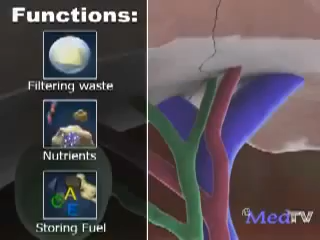 Functions:
Filtering waste
Nutrients
A
E
Storing Fuel
©MedTV